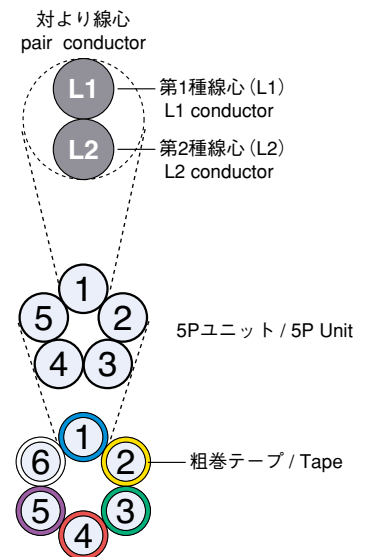 対より線心
pair conductor
L1
第1種線心(L1)
L1 conductor
L2
第2種線心(L2)
L2 conductor
1
5
2
4
3
5Pユニット / 5P Unit
1
6
2
粗巻テープ / Tape
5
3
4